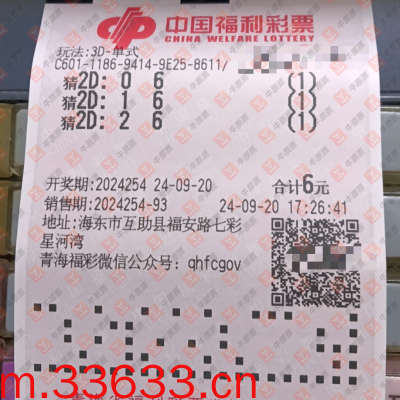 中国福利彩票
CHINA WELFARE LOTTERY
玩法:3D-单式
C601-1186-9414-9E25-8611/
猜2D: 0 6 (1)
猜2D: 1 6 (1)
猜2D: 2 6 (1)
开奖期:2024254 24-09-20 合计6元
销售期:2024254-93 24-09-20 17:26:41
地址:海东市互助县福安路七彩
星河湾
青海福彩微信公众号: qhfcgov
m.33633.cn